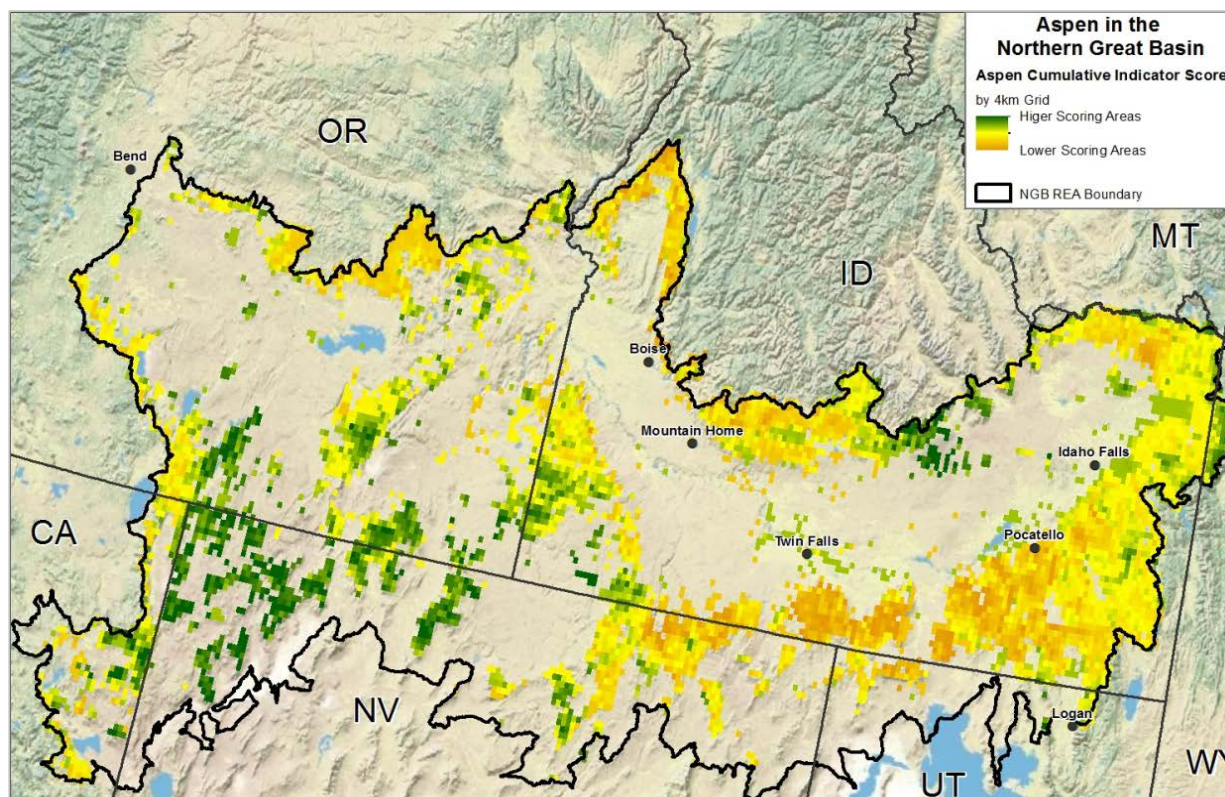 Aspen in the
Northern Great Basin
Aspen Cumulative Indicator Score
by 4km Grid
Higer Scoring Areas
Lower Scoring Areas
NGB REA Boundary
OR
Bend
MT
ID
Boise
Mountain Home
Idaho Falls
CA
Twin Falls
Pocatello
NV
Logan
UT
WY